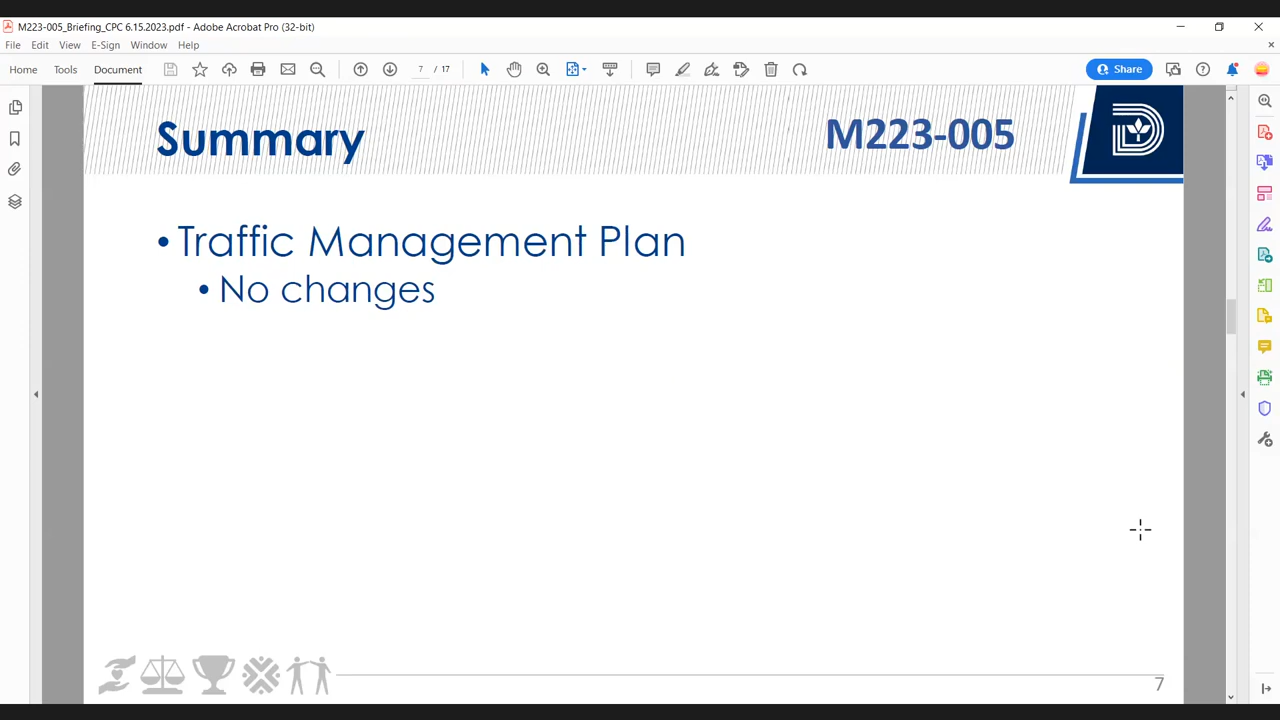 M223-005_Briefing_CPC 6.15.2023.pdf - Adobe Acrobat Pro (32-bit)
File Edit View E-Sign Window Help
Home Tools Document 7 / 17 Share
Summary
M223-005
• Traffic Management Plan
• No changes
7